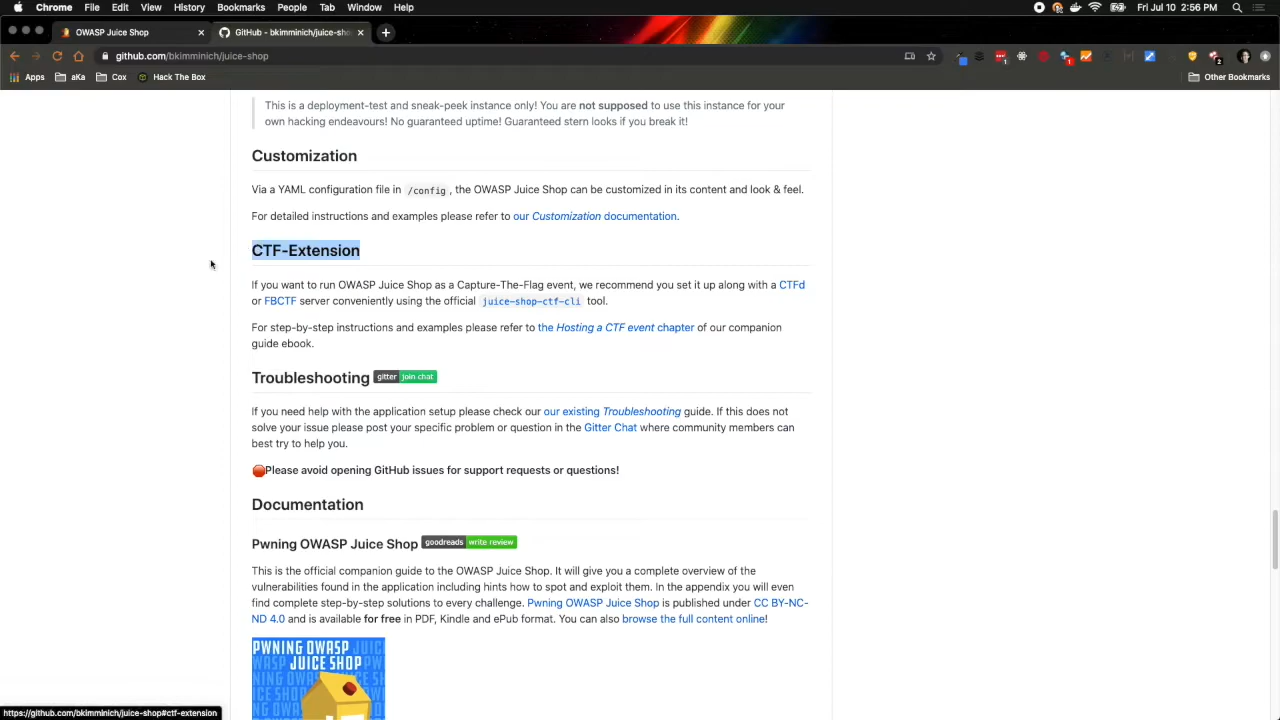 Chrome File Edit View History Bookmarks People Tab Window Help Fri Jul 10 2:56 PM
OWASP Juice Shop GitHub - bkimminich/juice-sho
github.com/bkimminich/juice-shop
Apps aKa Cox Hack The Box Other Bookmarks
This is a deployment-test and sneak-peek instance only! You are not supposed to use this instance for your
own hacking endeavours! No guaranteed uptime! Guaranteed stern looks if you break it!
Customization
Via a YAML configuration file in /config , the OWASP Juice Shop can be customized in its content and look & feel.
For detailed instructions and examples please refer to our Customization documentation.
CTF-Extension
If you want to run OWASP Juice Shop as a Capture-The-Flag event, we recommend you set it up along with a CTFd
or FBCTF server conveniently using the official juice-shop-ctf-cli tool.
For step-by-step instructions and examples please refer to the Hosting a CTF event chapter of our companion
guide ebook.
Troubleshooting gitter join chat
If you need help with the application setup please check our our existing Troubleshooting guide. If this does not
solve your issue please post your specific problem or question in the Gitter Chat where community members can
best try to help you.
Please avoid opening GitHub issues for support requests or questions!
Documentation
Pwning OWASP Juice Shop goodreads write review
This is the official companion guide to the OWASP Juice Shop. It will give you a complete overview of the
vulnerabilities found in the application including hints how to spot and exploit them. In the appendix you will even
find complete step-by-step solutions to every challenge. Pwning OWASP Juice Shop is published under CC BY-NC-
ND 4.0 and is available for free in PDF, Kindle and ePub format. You can also browse the full content online!
PWNING OWASP JUICE
WASP JUICE SHOP PW
https://github.com/bkimminich/juice-shop#ctf-extension